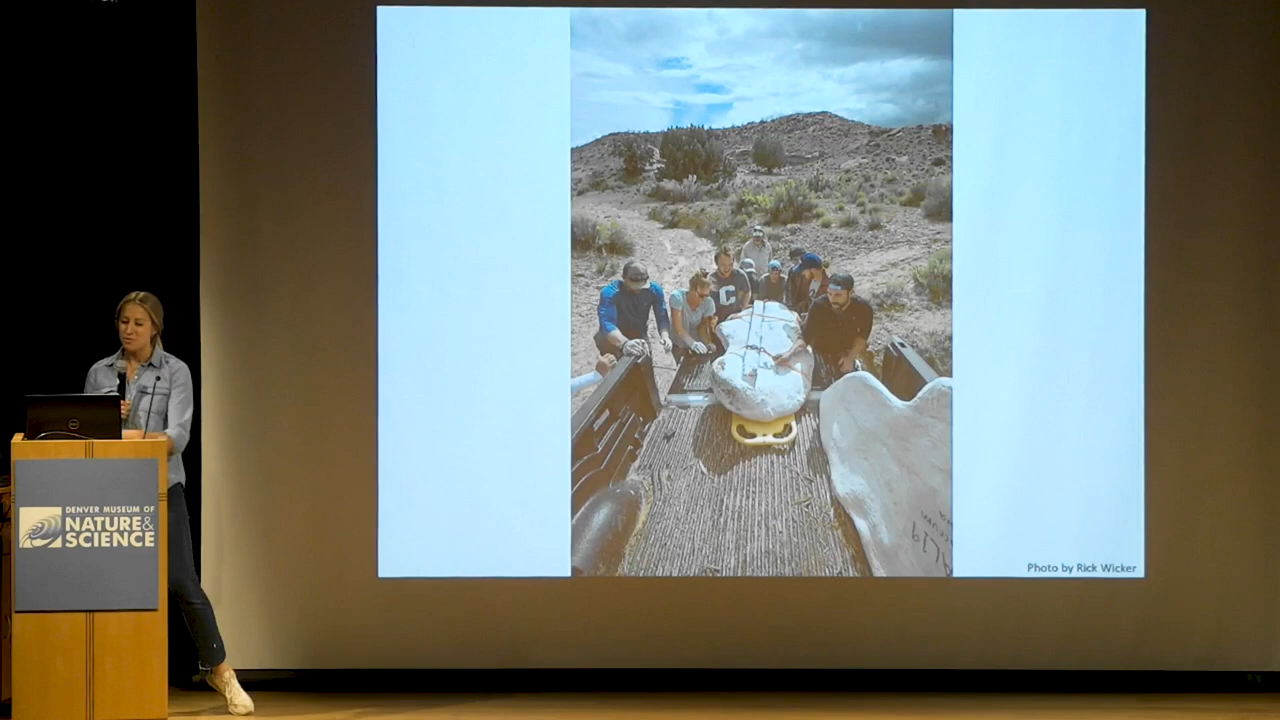 DENVER MUSEUM OF
NATURE&
SCIENCE
C
Photo by Rick Wicker